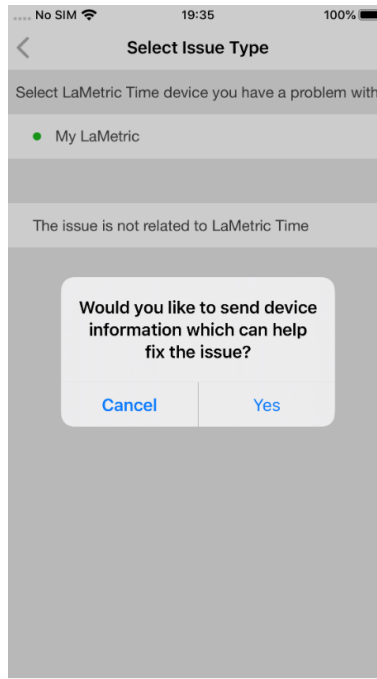 No SIM 19:35 100%
Select Issue Type
Select LaMetric Time device you have a problem with
My LaMetric
The issue is not related to LaMetric Time
Would you like to send device
information which can help
fix the issue?
Cancel Yes